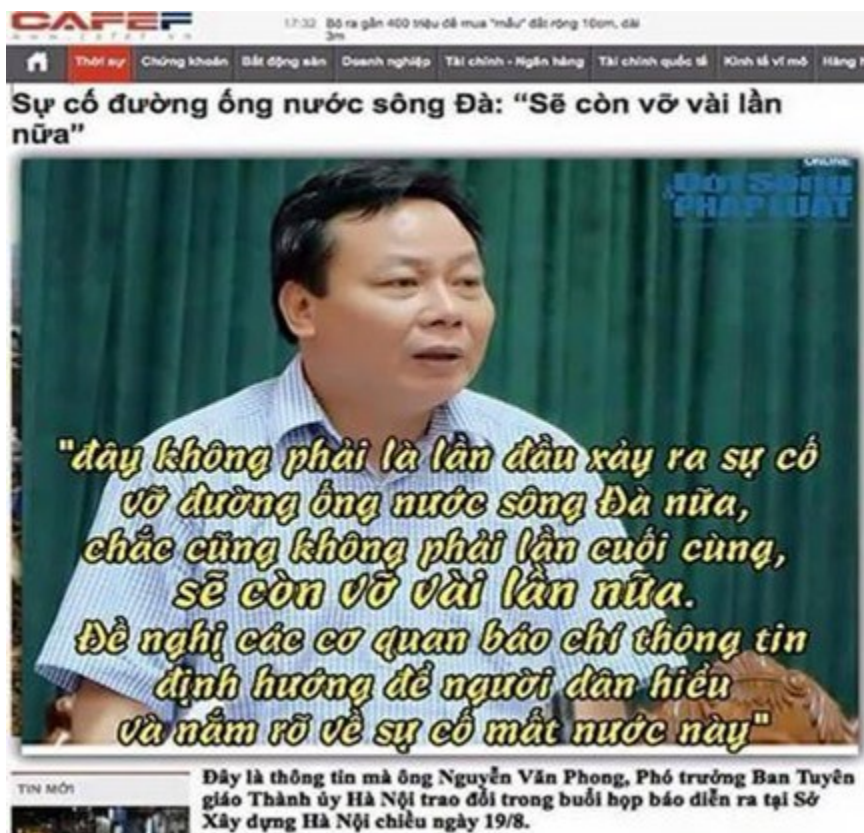 CAFEF
17:32 Bỏ ra gần 400 triệu để mua "mẩu" đất rộng 10cm, dài
3m
Thời sự Chứng khoán Bất động sản Doanh nghiệp Tài chính - Ngân hàng Tài chính quốc tế Kinh tế vĩ mô Hàng
Sự cố đường ống nước sông Đà: “Sẽ còn vỡ vài lần
nữa”
ONLINE
Đời Sống
& PHÁP LUẬT
"đây không phải là lần đầu xảy ra sự cố
vỡ đường ống nước sông Đà nữa,
chắc cũng không phải lần cuối cùng,
sẽ còn vỡ vài lần nữa.
Đề nghị các cơ quan báo chí thông tin
định hướng để người dân hiểu
và nắm rõ về sự cố mất nước này"
TIN MỚI
Đây là thông tin mà ông Nguyễn Văn Phong, Phó trưởng Ban Tuyên
giáo Thành ủy Hà Nội trao đổi trong buổi họp báo diễn ra tại Sở
Xây dựng Hà Nội chiều ngày 19/8.